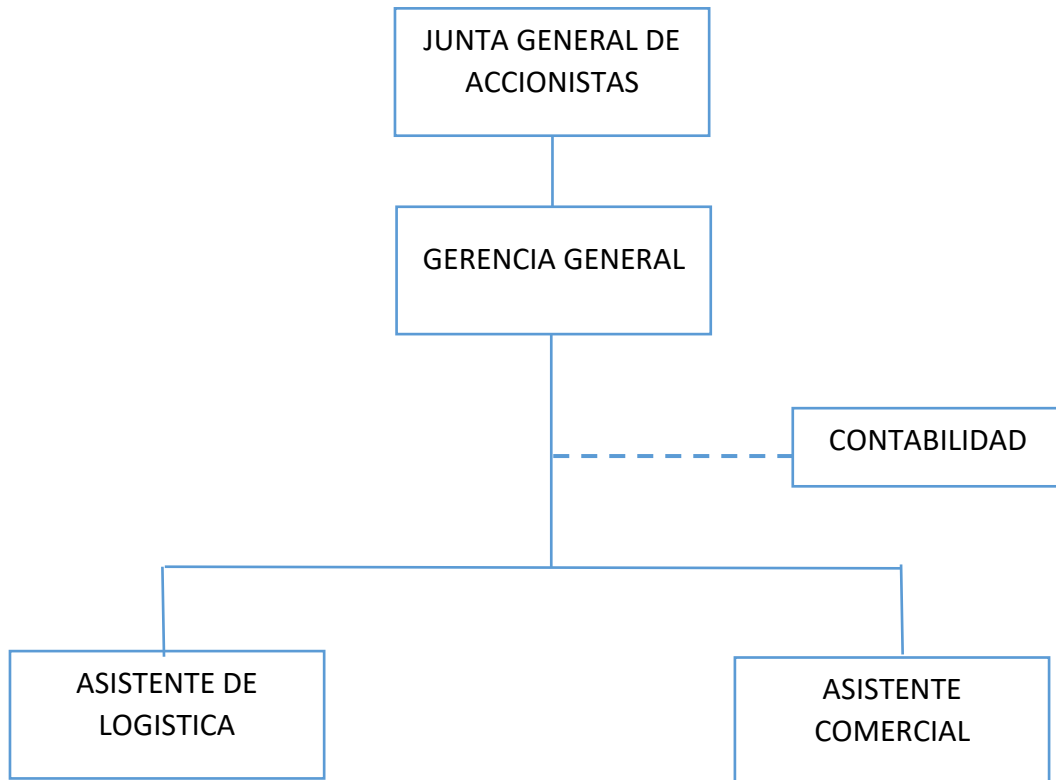 JUNTA GENERAL DE
ACCIONISTAS
GERENCIA GENERAL
CONTABILIDAD
ASISTENTE DE
LOGISTICA
ASISTENTE
COMERCIAL